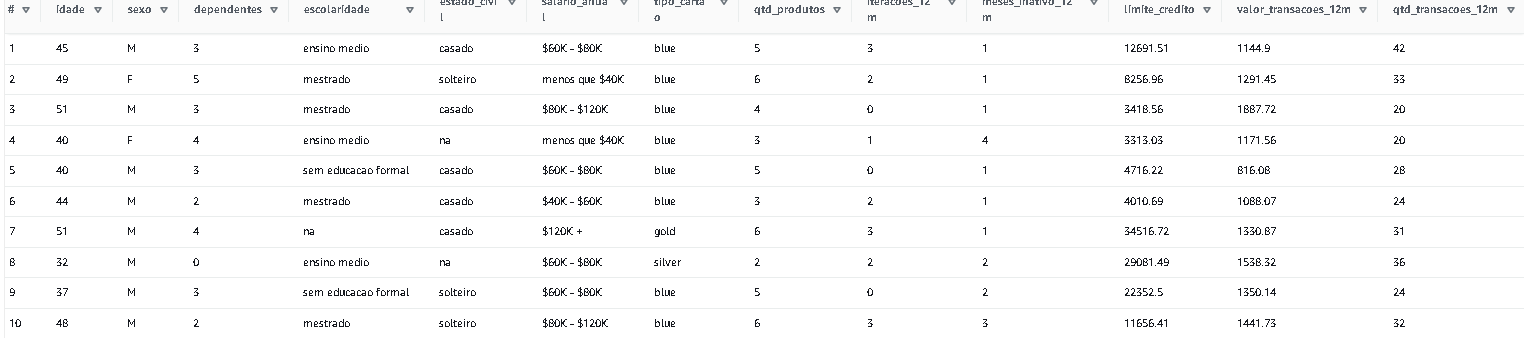 # idade sexo dependentes escolaridade estado_civil salario_anual tipo_cartao qtd_produtos iteracoes_12m meses_inativo_12m limite_credito valor_transacoes_12m qtd_transacoes_12m
1 45 M 3 ensino medio casado $60K - $80K blue 5 3 1 12691.51 1144.9 42
2 49 F 5 mestrado solteiro menos que $40K blue 6 2 1 8256.96 1291.45 33
3 51 M 3 mestrado casado $80K - $120K blue 4 0 1 3418.56 1887.72 20
4 40 F 4 ensino medio na menos que $40K blue 3 1 4 3313.03 1171.56 20
5 40 M 3 sem educacao formal casado $60K - $80K blue 5 0 1 4716.22 816.08 28
6 44 M 2 mestrado casado $40K - $60K blue 3 2 1 4010.69 1088.07 24
7 51 M 4 na casado $120K + gold 6 3 1 34516.72 1330.87 31
8 32 M 0 ensino medio na $60K - $80K silver 2 2 2 29081.49 1538.32 36
9 37 M 3 sem educacao formal solteiro $60K - $80K blue 5 0 2 22352.5 1350.14 24
10 48 M 2 mestrado solteiro $80K - $120K blue 6 3 3 11656.41 1441.73 32